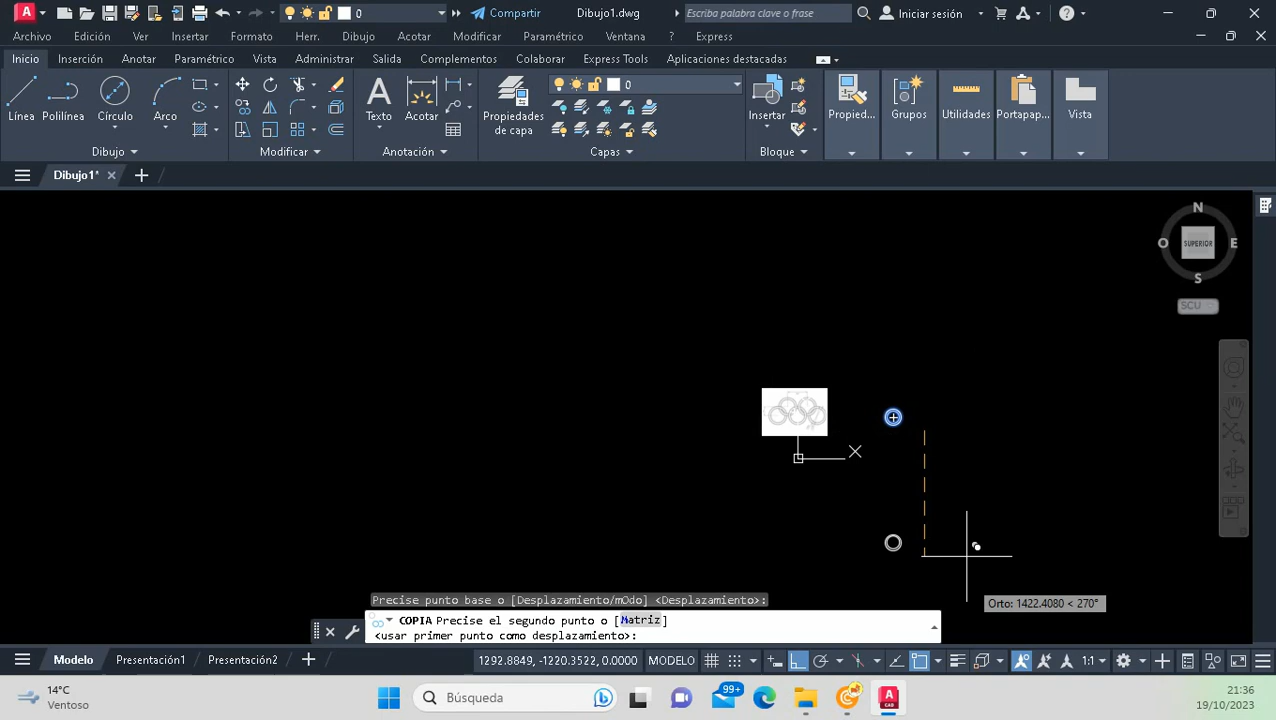 0
Compartir
Dibujo1.dwg
Escriba palabra clave o frase
Iniciar sesión
Archivo Edición Ver Insertar Formato Herr. Dibujo Acotar Modificar Paramétrico Ventana ? Express
Inicio Inserción Anotar Paramétrico Vista Salida Administrar Complementos Colaborar Express Tools Aplicaciones destacadas
0
Línea Polilínea Círculo Arco
Texto Acotar
Propiedades de capa
Insertar
Propied... Grupos Utilidades Portapap... Vista
Dibujo Modificar Anotación Capas Bloque
Dibujo1*
N
O SUPERIOR E
S
SCU
X
Orto: 1422.4080 < 270°
Precise punto base o [Desplazamiento/mOdo] <Desplazamiento>:
COPIA Precise el segundo punto o [Matriz]
<usar primer punto como desplazamiento>:
Modelo Presentación1 Presentación2
1292.8849, -1220.3522, 0.0000 MODELO
1:1
14°C
Ventoso
Búsqueda
99+
A
CAD
21:36
19/10/2023